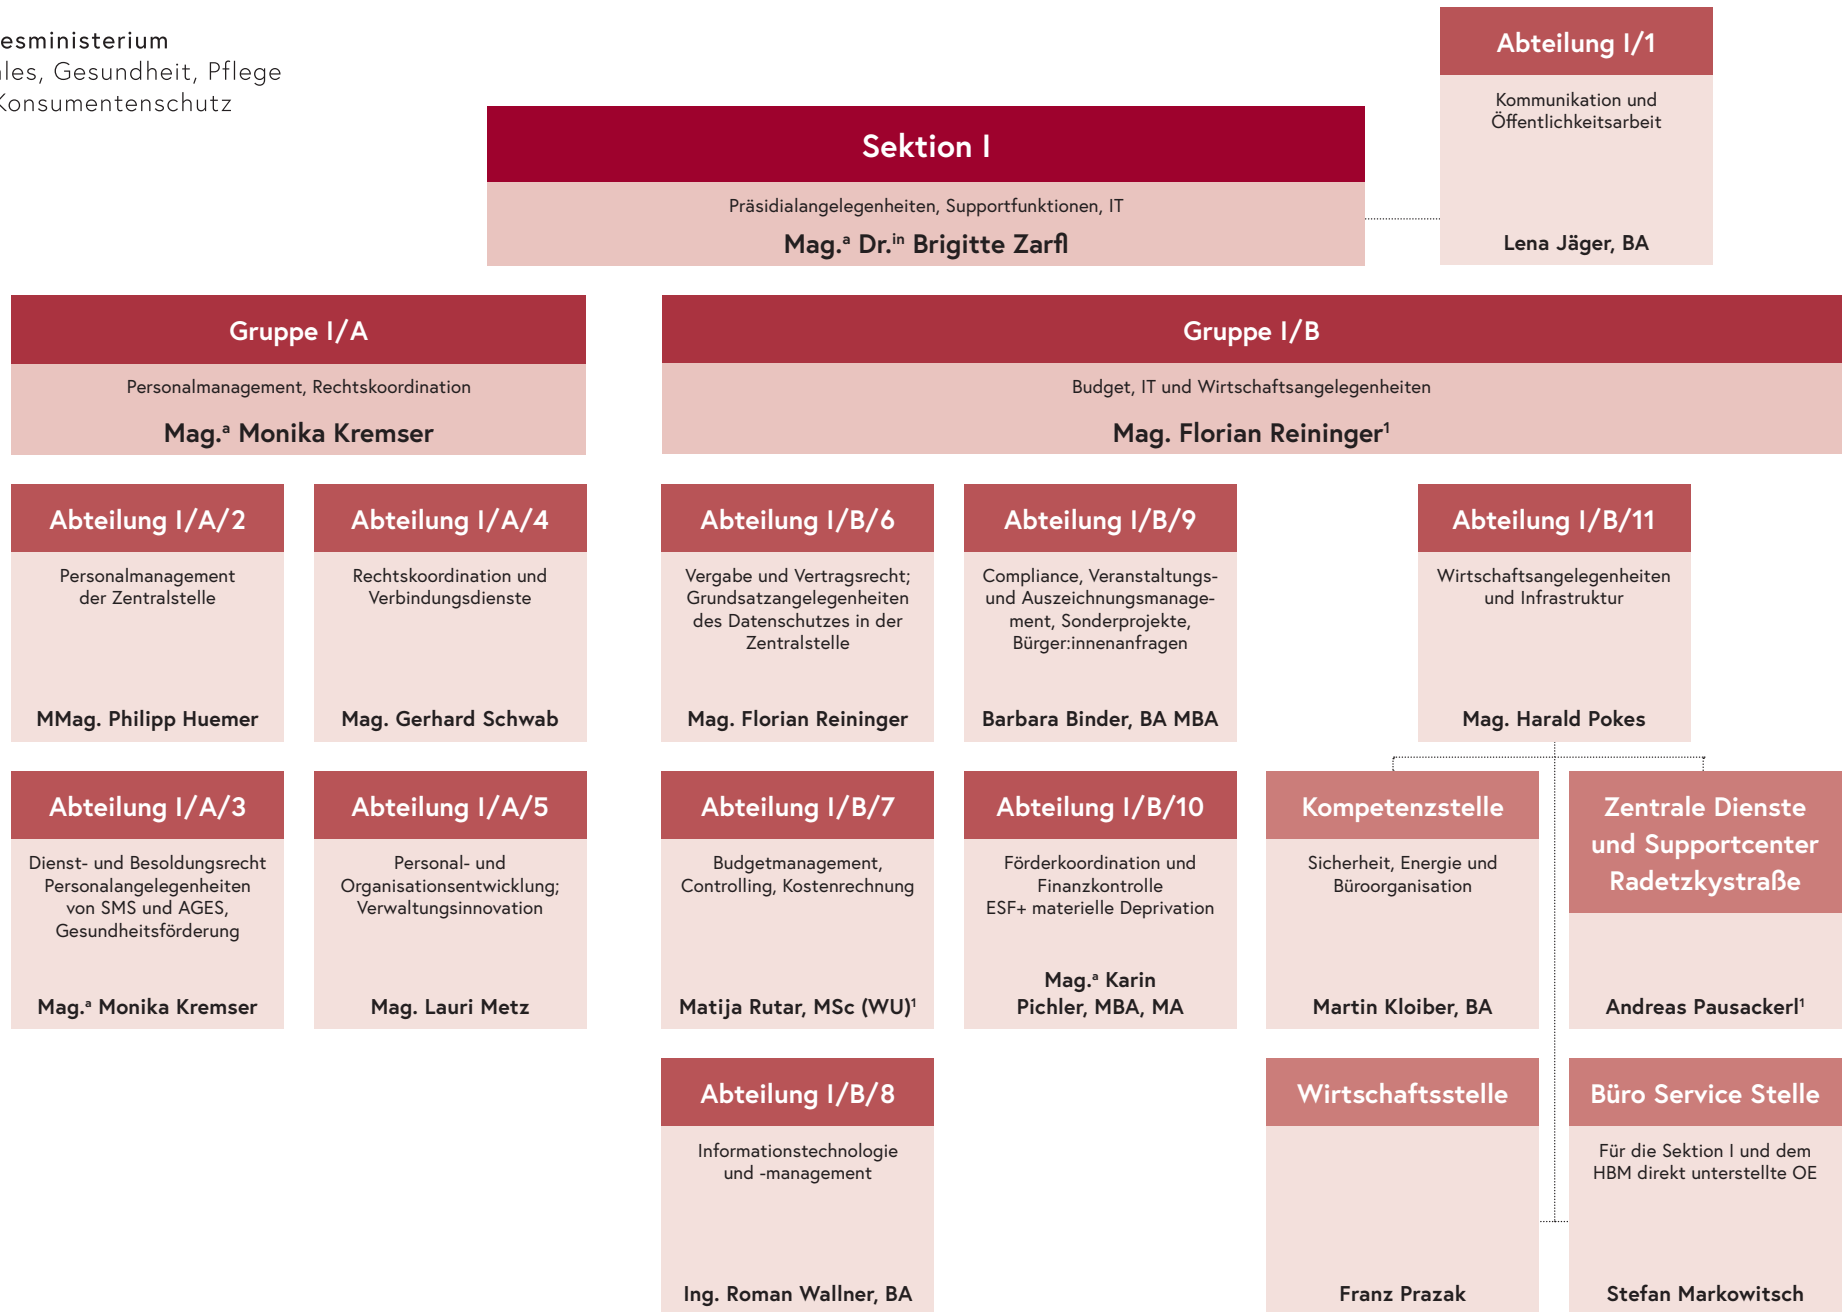 esministerium
ales, Gesundheit, Pflege
Konsumentenschutz
Abteilung I/1
Kommunikation und
Öffentlichkeitsarbeit
Lena Jäger, BA
Sektion I
Präsidialangelegenheiten, Supportfunktionen, IT
Mag.ª Dr.ⁱⁿ Brigitte Zarfl
Gruppe I/A
Personalmanagement, Rechtskoordination
Mag.ª Monika Kremser
Gruppe I/B
Budget, IT und Wirtschaftsangelegenheiten
Mag. Florian Reininger¹
Abteilung I/A/2
Personalmanagement
der Zentralstelle
MMag. Philipp Huemer
Abteilung I/A/4
Rechtskoordination und
Verbindungsdienste
Mag. Gerhard Schwab
Abteilung I/B/6
Vergabe und Vertragsrecht;
Grundsatzangelegenheiten
des Datenschutzes in der
Zentralstelle
Mag. Florian Reininger
Abteilung I/B/9
Compliance, Veranstaltungs-
und Auszeichnungsmanage-
ment, Sonderprojekte,
Bürger:innenanfragen
Barbara Binder, BA MBA
Abteilung I/B/11
Wirtschaftsangelegenheiten
und Infrastruktur
Mag. Harald Pokes
Abteilung I/A/3
Dienst- und Besoldungsrecht
Personalangelegenheiten
von SMS und AGES,
Gesundheitsförderung
Mag.ª Monika Kremser
Abteilung I/A/5
Personal- und
Organisationsentwicklung;
Verwaltungsinnovation
Mag. Lauri Metz
Abteilung I/B/7
Budgetmanagement,
Controlling, Kostenrechnung
Matija Rutar, MSc (WU)¹
Abteilung I/B/10
Förderkoordination und
Finanzkontrolle
ESF+ materielle Deprivation
Mag.ª Karin
Pichler, MBA, MA
Kompetenzstelle
Sicherheit, Energie und
Büroorganisation
Martin Kloiber, BA
Zentrale Dienste
und Supportcenter
Radetzkystraße
Andreas Pausackerl¹
Abteilung I/B/8
Informationstechnologie
und -management
Ing. Roman Wallner, BA
Wirtschaftsstelle
Franz Prazak
Büro Service Stelle
Für die Sektion I und dem
HBM direkt unterstellte OE
Stefan Markowitsch